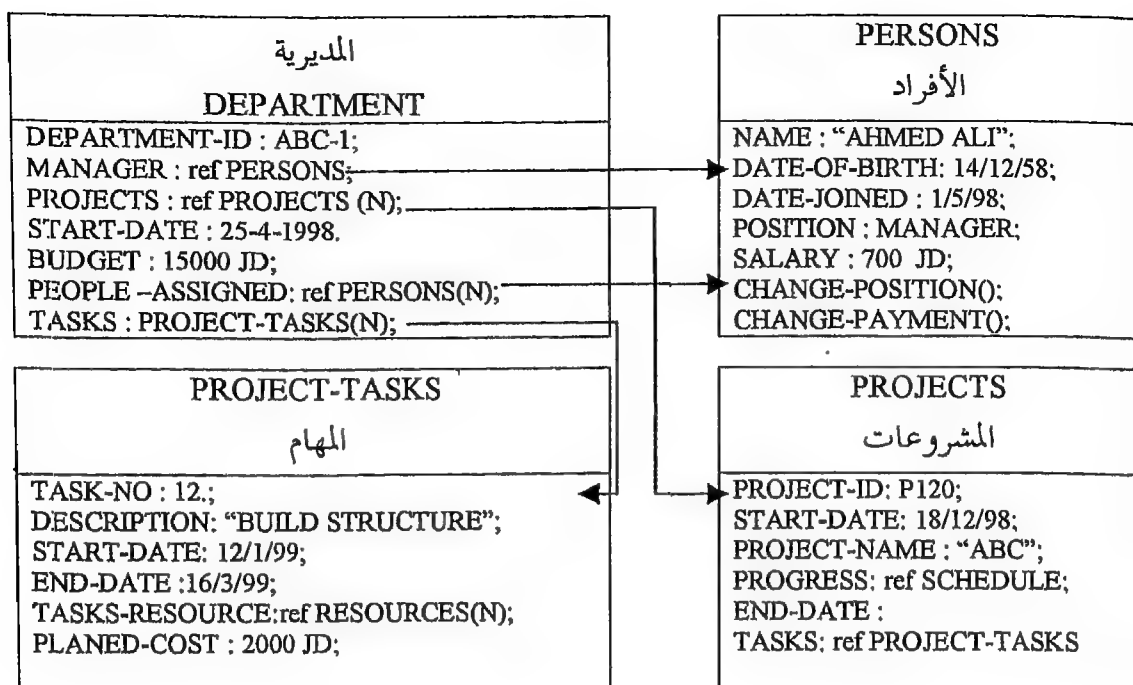 المديرية
DEPARTMENT
DEPARTMENT-ID : ABC-1;
MANAGER : ref PERSONS;
PROJECTS : ref PROJECTS (N);
START-DATE : 25-4-1998.
BUDGET : 15000 JD;
PEOPLE –ASSIGNED: ref PERSONS(N);
TASKS : PROJECT-TASKS(N);
PERSONS
الأفراد
NAME : “AHMED ALI”;
DATE-OF-BIRTH: 14/12/58;
DATE-JOINED : 1/5/98;
POSITION : MANAGER;
SALARY : 700 JD;
CHANGE-POSITION();
CHANGE-PAYMENT();
PROJECT-TASKS
المهام
TASK-NO : 12.;
DESCRIPTION: “BUILD STRUCTURE”;
START-DATE: 12/1/99;
END-DATE :16/3/99;
TASKS-RESOURCE:ref RESOURCES(N);
PLANED-COST : 2000 JD;
PROJECTS
المشروعات
PROJECT-ID: P120;
START-DATE: 18/12/98;
PROJECT-NAME : “ABC”;
PROGRESS: ref SCHEDULE;
END-DATE :
TASKS: ref PROJECT-TASKS